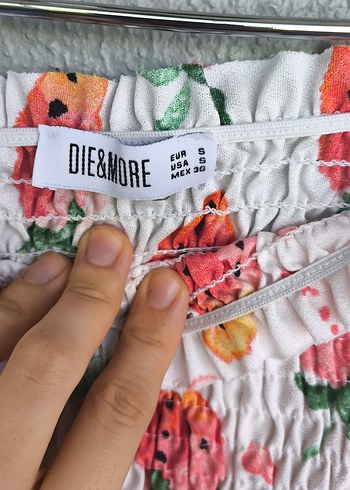 DIE&MORE
EUR S
USA S
MEX 36